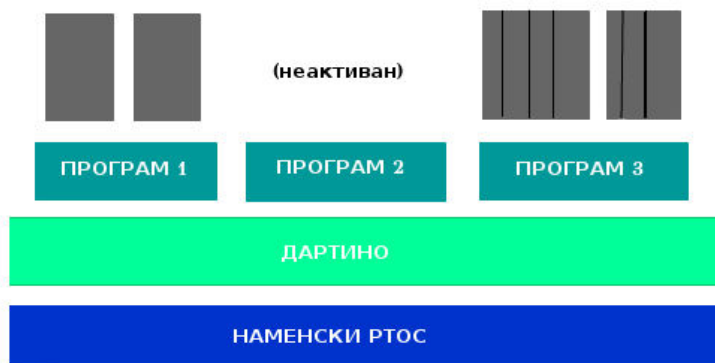 (неактиван)
ПРОГРАМ 1
ПРОГРАМ 2
ПРОГРАМ 3
ДАРТИНО
НАМЕНСКИ РТОС